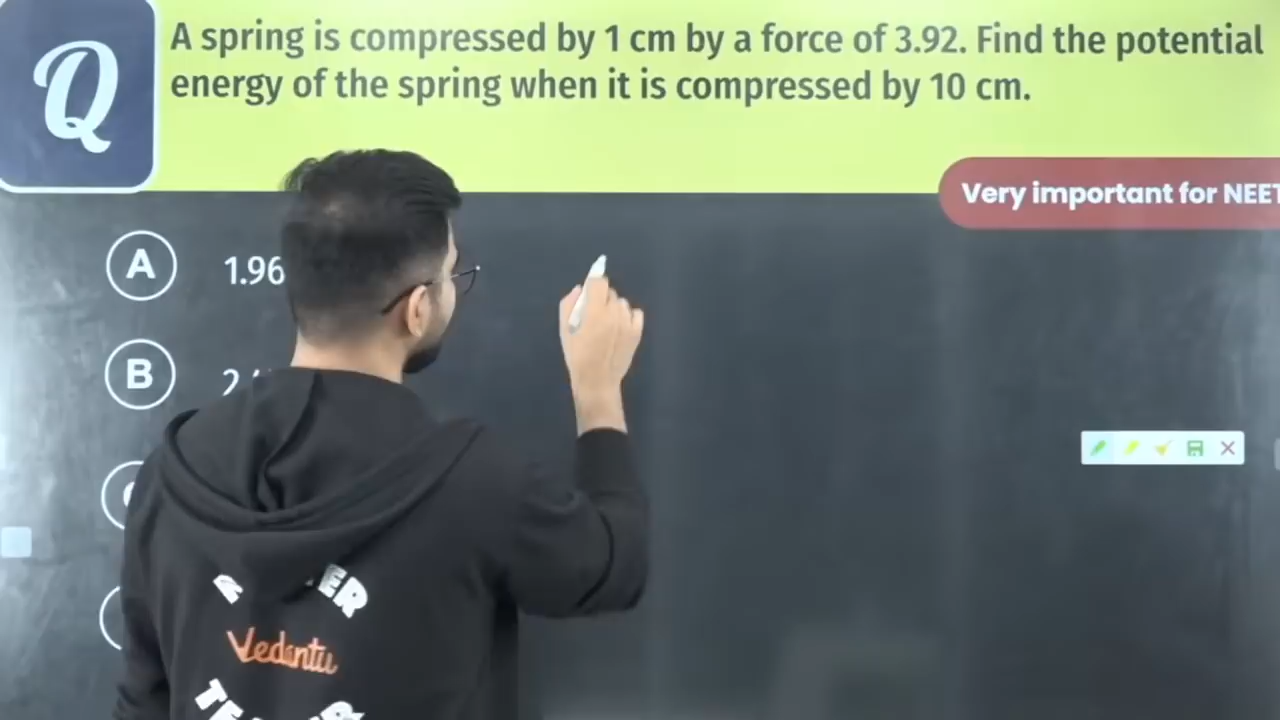 Q
A spring is compressed by 1 cm by a force of 3.92. Find the potential
energy of the spring when it is compressed by 10 cm.
Very important for NEET
A
1.96
B
Vedantu